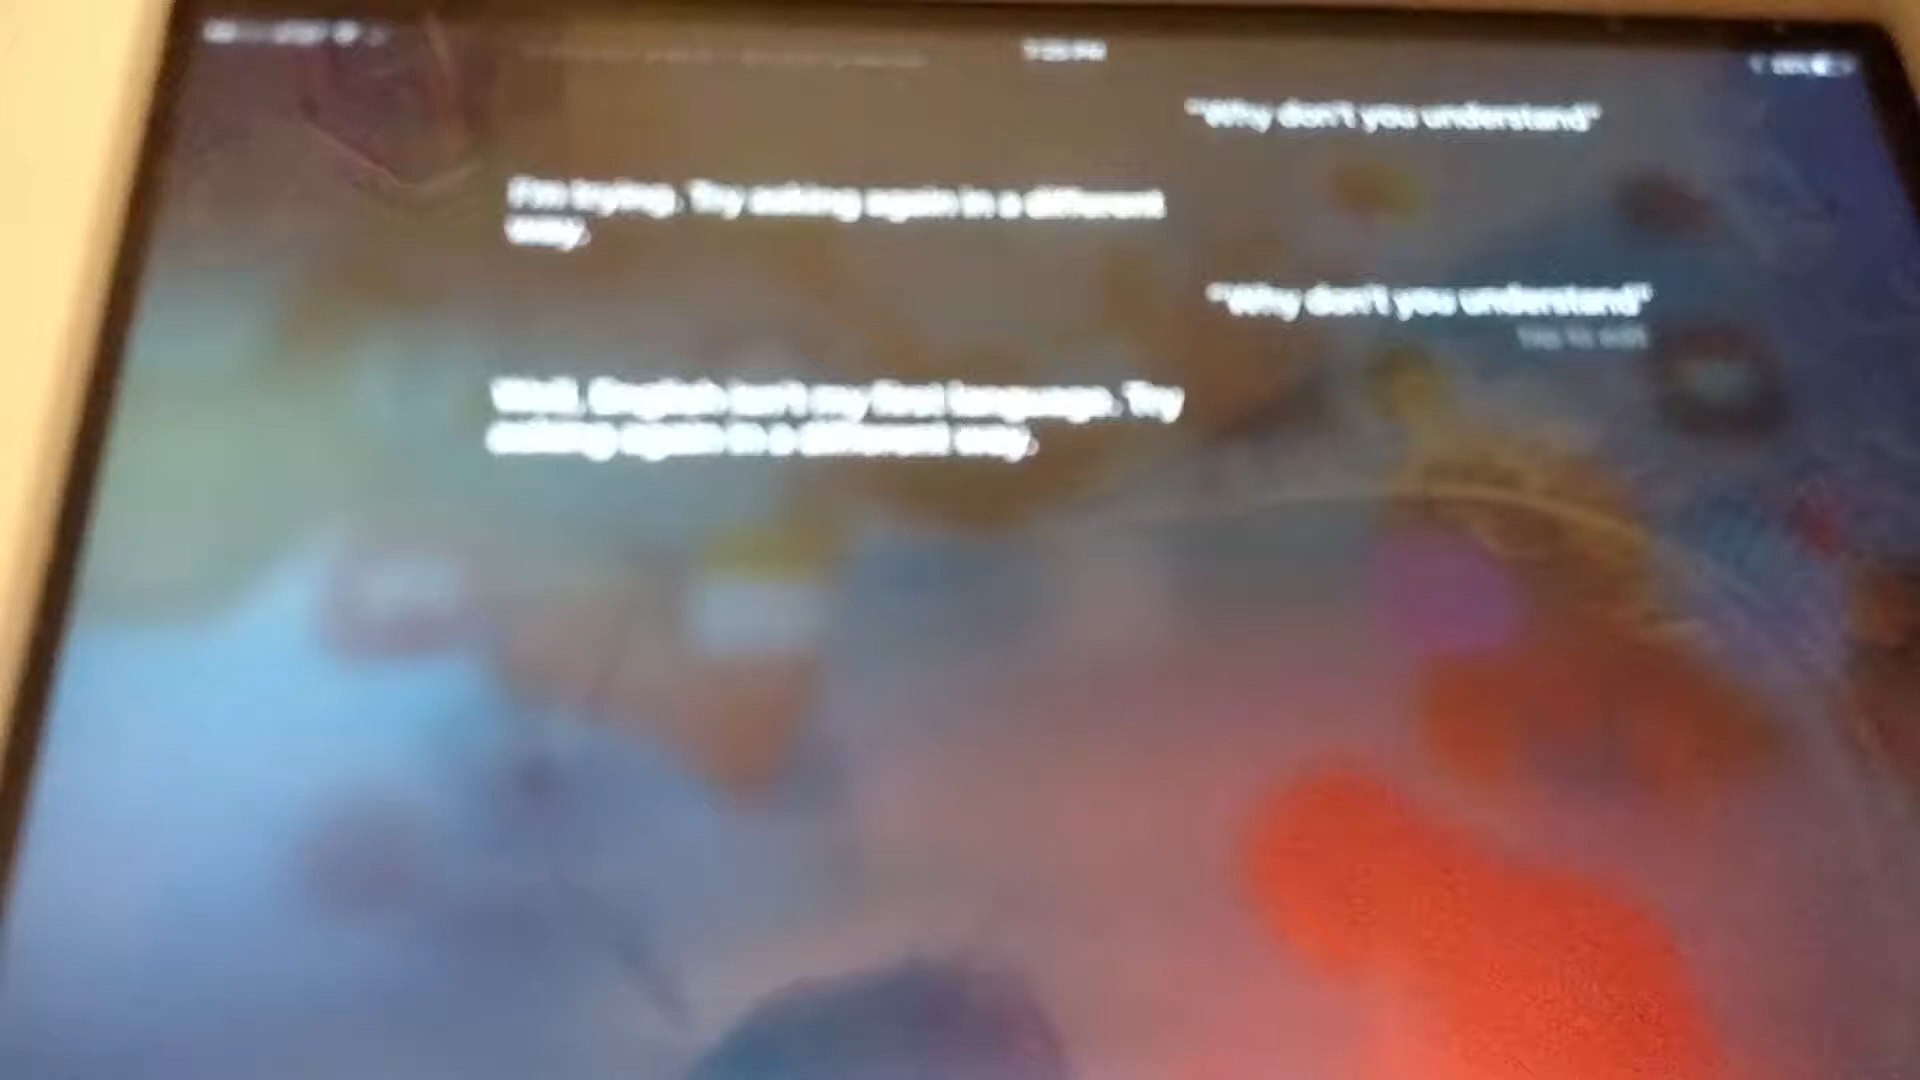 "Why don't you understand"
I'm trying. Try asking again in a different
way.
"Why don't you understand"
Well, English isn't my first language. Try
asking again in a different way.